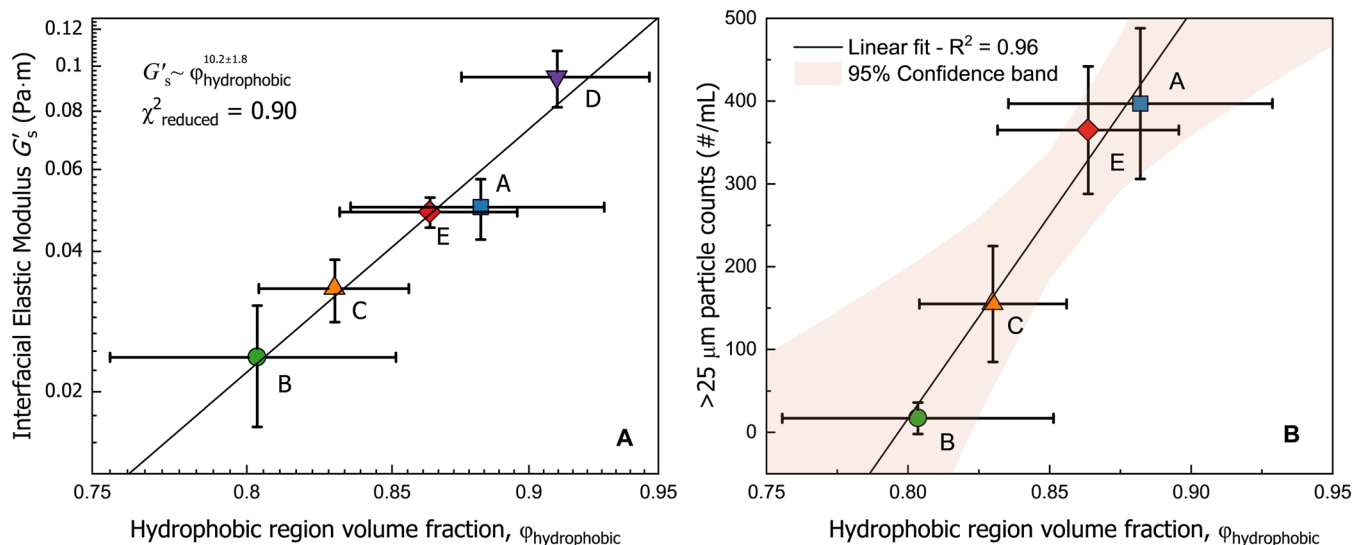 0.12
0.1
0.08
0.06
0.04
0.02
Interfacial Elastic Modulus G′s (Pa·m)
G′s~ φhydrophobic 10.2±1.8
χ²reduced = 0.90
D
A
E
C
B
A
0.75
0.8
0.85
0.9
0.95
Hydrophobic region volume fraction, φhydrophobic
500
400
300
200
100
0
>25 μm particle counts (#/mL)
Linear fit - R² = 0.96
95% Confidence band
A
E
C
B
B
0.75
0.80
0.85
0.90
0.95
Hydrophobic region volume fraction, φhydrophobic